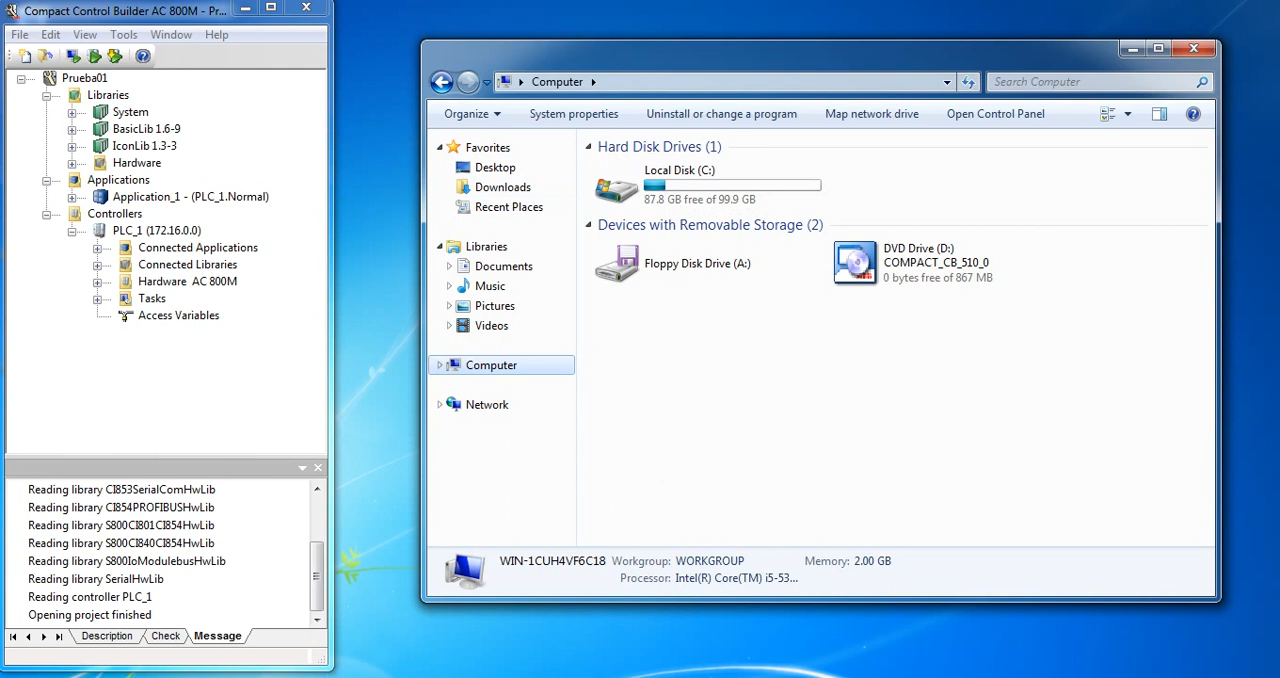 Compact Control Builder AC 800M - Pr...
File Edit View Tools Window Help
Prueba01
Libraries
System
BasicLib 1.6-9
IconLib 1.3-3
Hardware
Applications
Application_1 - (PLC_1.Normal)
Controllers
PLC_1 (172.16.0.0)
Connected Applications
Connected Libraries
Hardware AC 800M
Tasks
Access Variables
Reading library CI853SerialComHwLib
Reading library CI854PROFIBUSHwLib
Reading library S800CI801CI854HwLib
Reading library S800CI840CI854HwLib
Reading library S800IoModulebusHwLib
Reading library SerialHwLib
Reading controller PLC_1
Opening project finished
Description Check Message
Computer
Search Computer
Organize System properties Uninstall or change a program Map network drive Open Control Panel
Favorites
Desktop
Downloads
Recent Places
Libraries
Documents
Music
Pictures
Videos
Computer
Network
Hard Disk Drives (1)
Local Disk (C:)
87.8 GB free of 99.9 GB
Devices with Removable Storage (2)
Floppy Disk Drive (A:)
DVD Drive (D:)
COMPACT_CB_510_0
0 bytes free of 867 MB
WIN-1CUH4VF6C18 Workgroup: WORKGROUP Memory: 2.00 GB
Processor: Intel(R) Core(TM) i5-53...